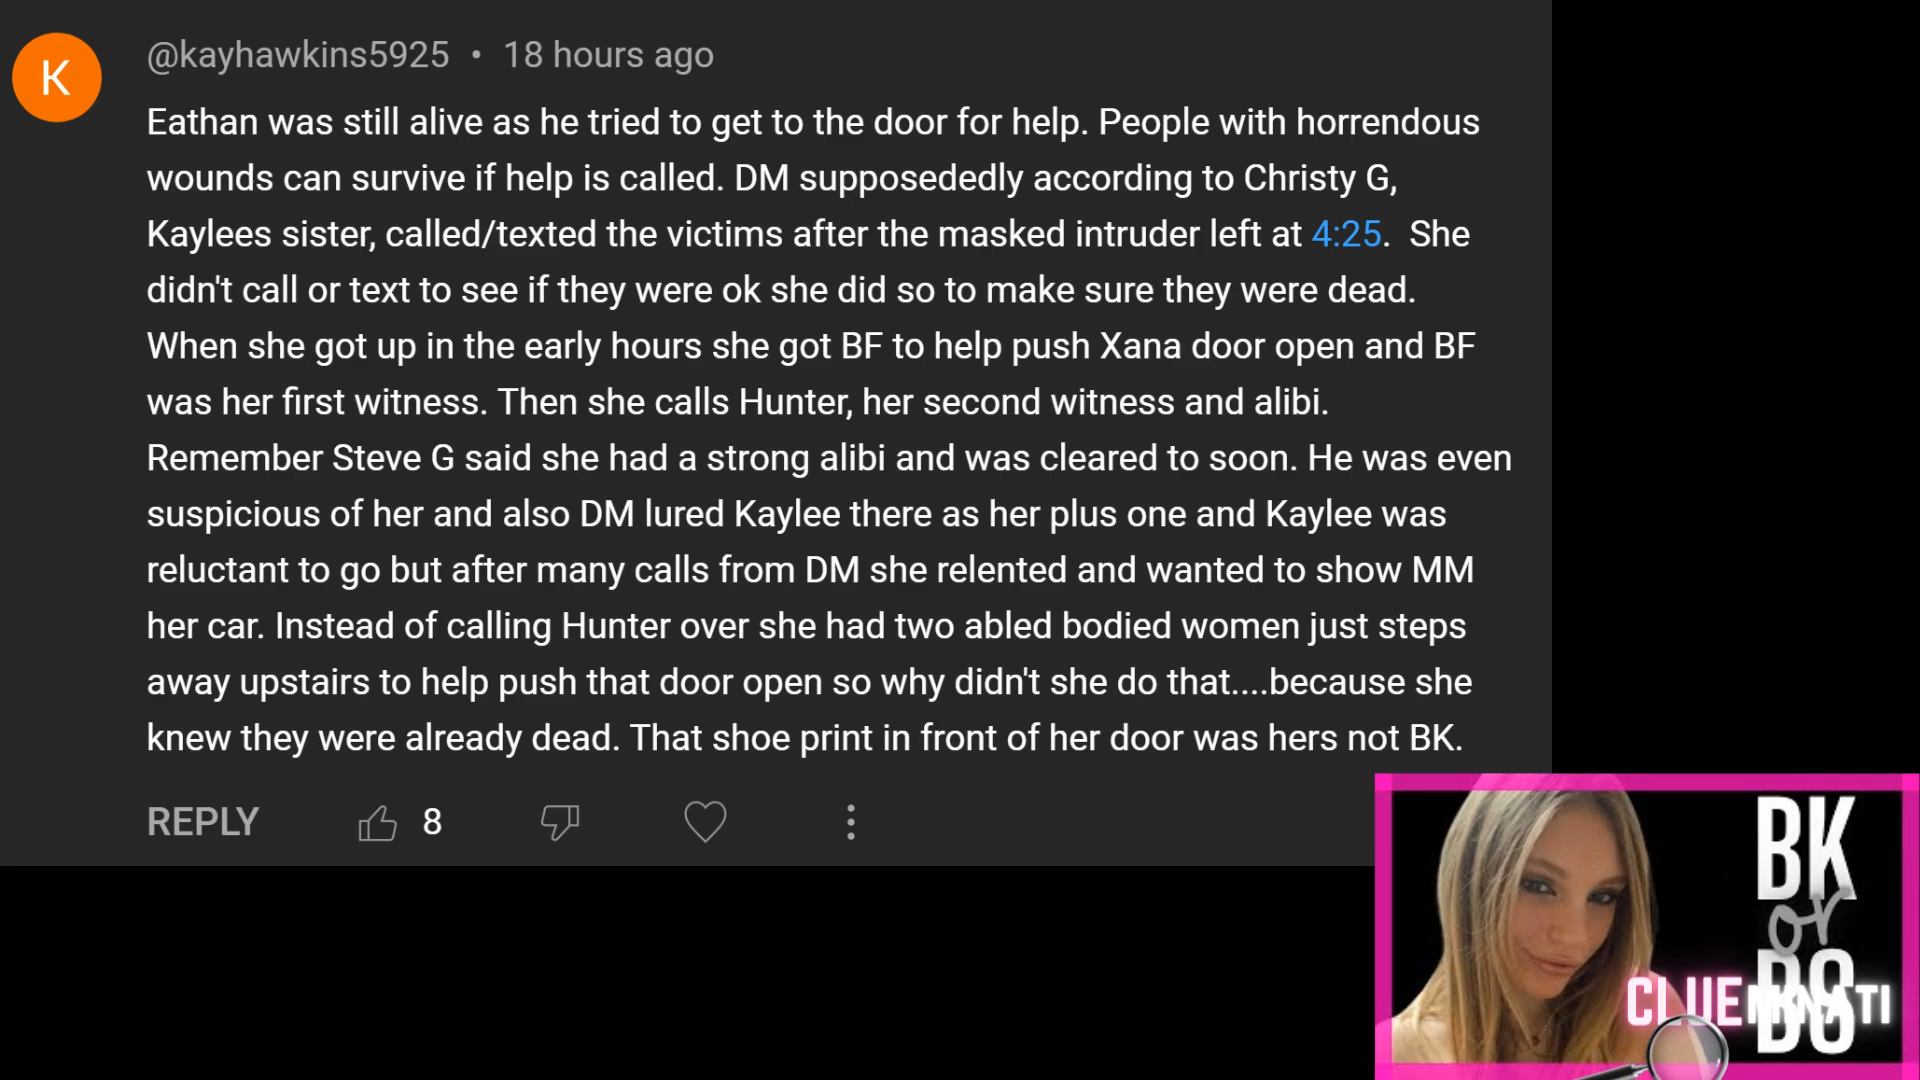 K
@kayhawkins5925 • 18 hours ago
Eathan was still alive as he tried to get to the door for help. People with horrendous
wounds can survive if help is called. DM supposededly according to Christy G,
Kaylees sister, called/texted the victims after the masked intruder left at 4:25. She
didn't call or text to see if they were ok she did so to make sure they were dead.
When she got up in the early hours she got BF to help push Xana door open and BF
was her first witness. Then she calls Hunter, her second witness and alibi.
Remember Steve G said she had a strong alibi and was cleared to soon. He was even
suspicious of her and also DM lured Kaylee there as her plus one and Kaylee was
reluctant to go but after many calls from DM she relented and wanted to show MM
her car. Instead of calling Hunter over she had two abled bodied women just steps
away upstairs to help push that door open so why didn't she do that....because she
knew they were already dead. That shoe print in front of her door was hers not BK.
REPLY 8
BK
or